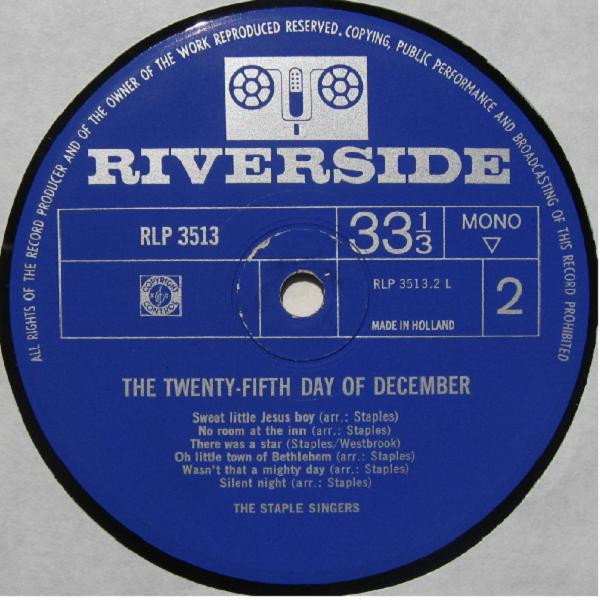 ALL RIGHTS OF THE RECORD PRODUCER AND OF THE OWNER OF THE WORK REPRODUCED RESERVED. COPYING, PUBLIC PERFORMANCE AND BROADCASTING OF THIS RECORD PROHIBITED
RIVERSIDE
RLP 3513
33 1/3
MONO
COPYRIGHT
CONTROL
RLP 3513.2 L
2
MADE IN HOLLAND
THE TWENTY-FIFTH DAY OF DECEMBER
Sweet little Jesus boy (arr.: Staples)
No room at the inn (arr.: Staples)
There was a star (Staples/Westbrook)
Oh little town of Bethlehem (arr.: Staples)
Wasn't that a mighty day (arr.: Staples)
Silent night (arr.: Staples)
THE STAPLE SINGERS